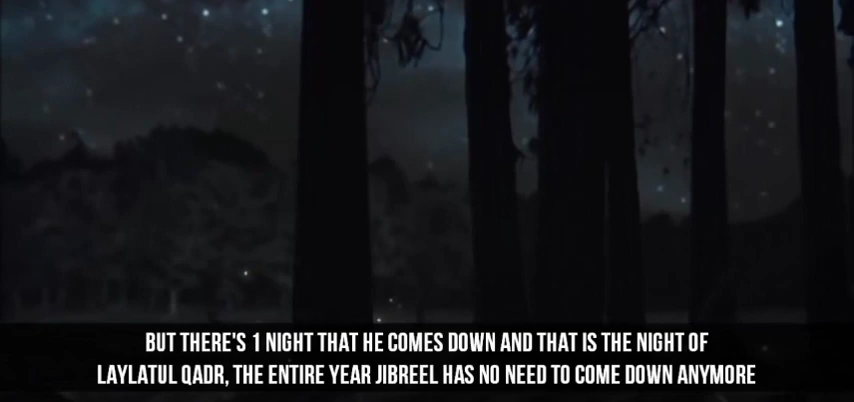 BUT THERE'S 1 NIGHT THAT HE COMES DOWN AND THAT IS THE NIGHT OF
LAYLATUL QADR, THE ENTIRE YEAR JIBREEL HAS NO NEED TO COME DOWN ANYMORE